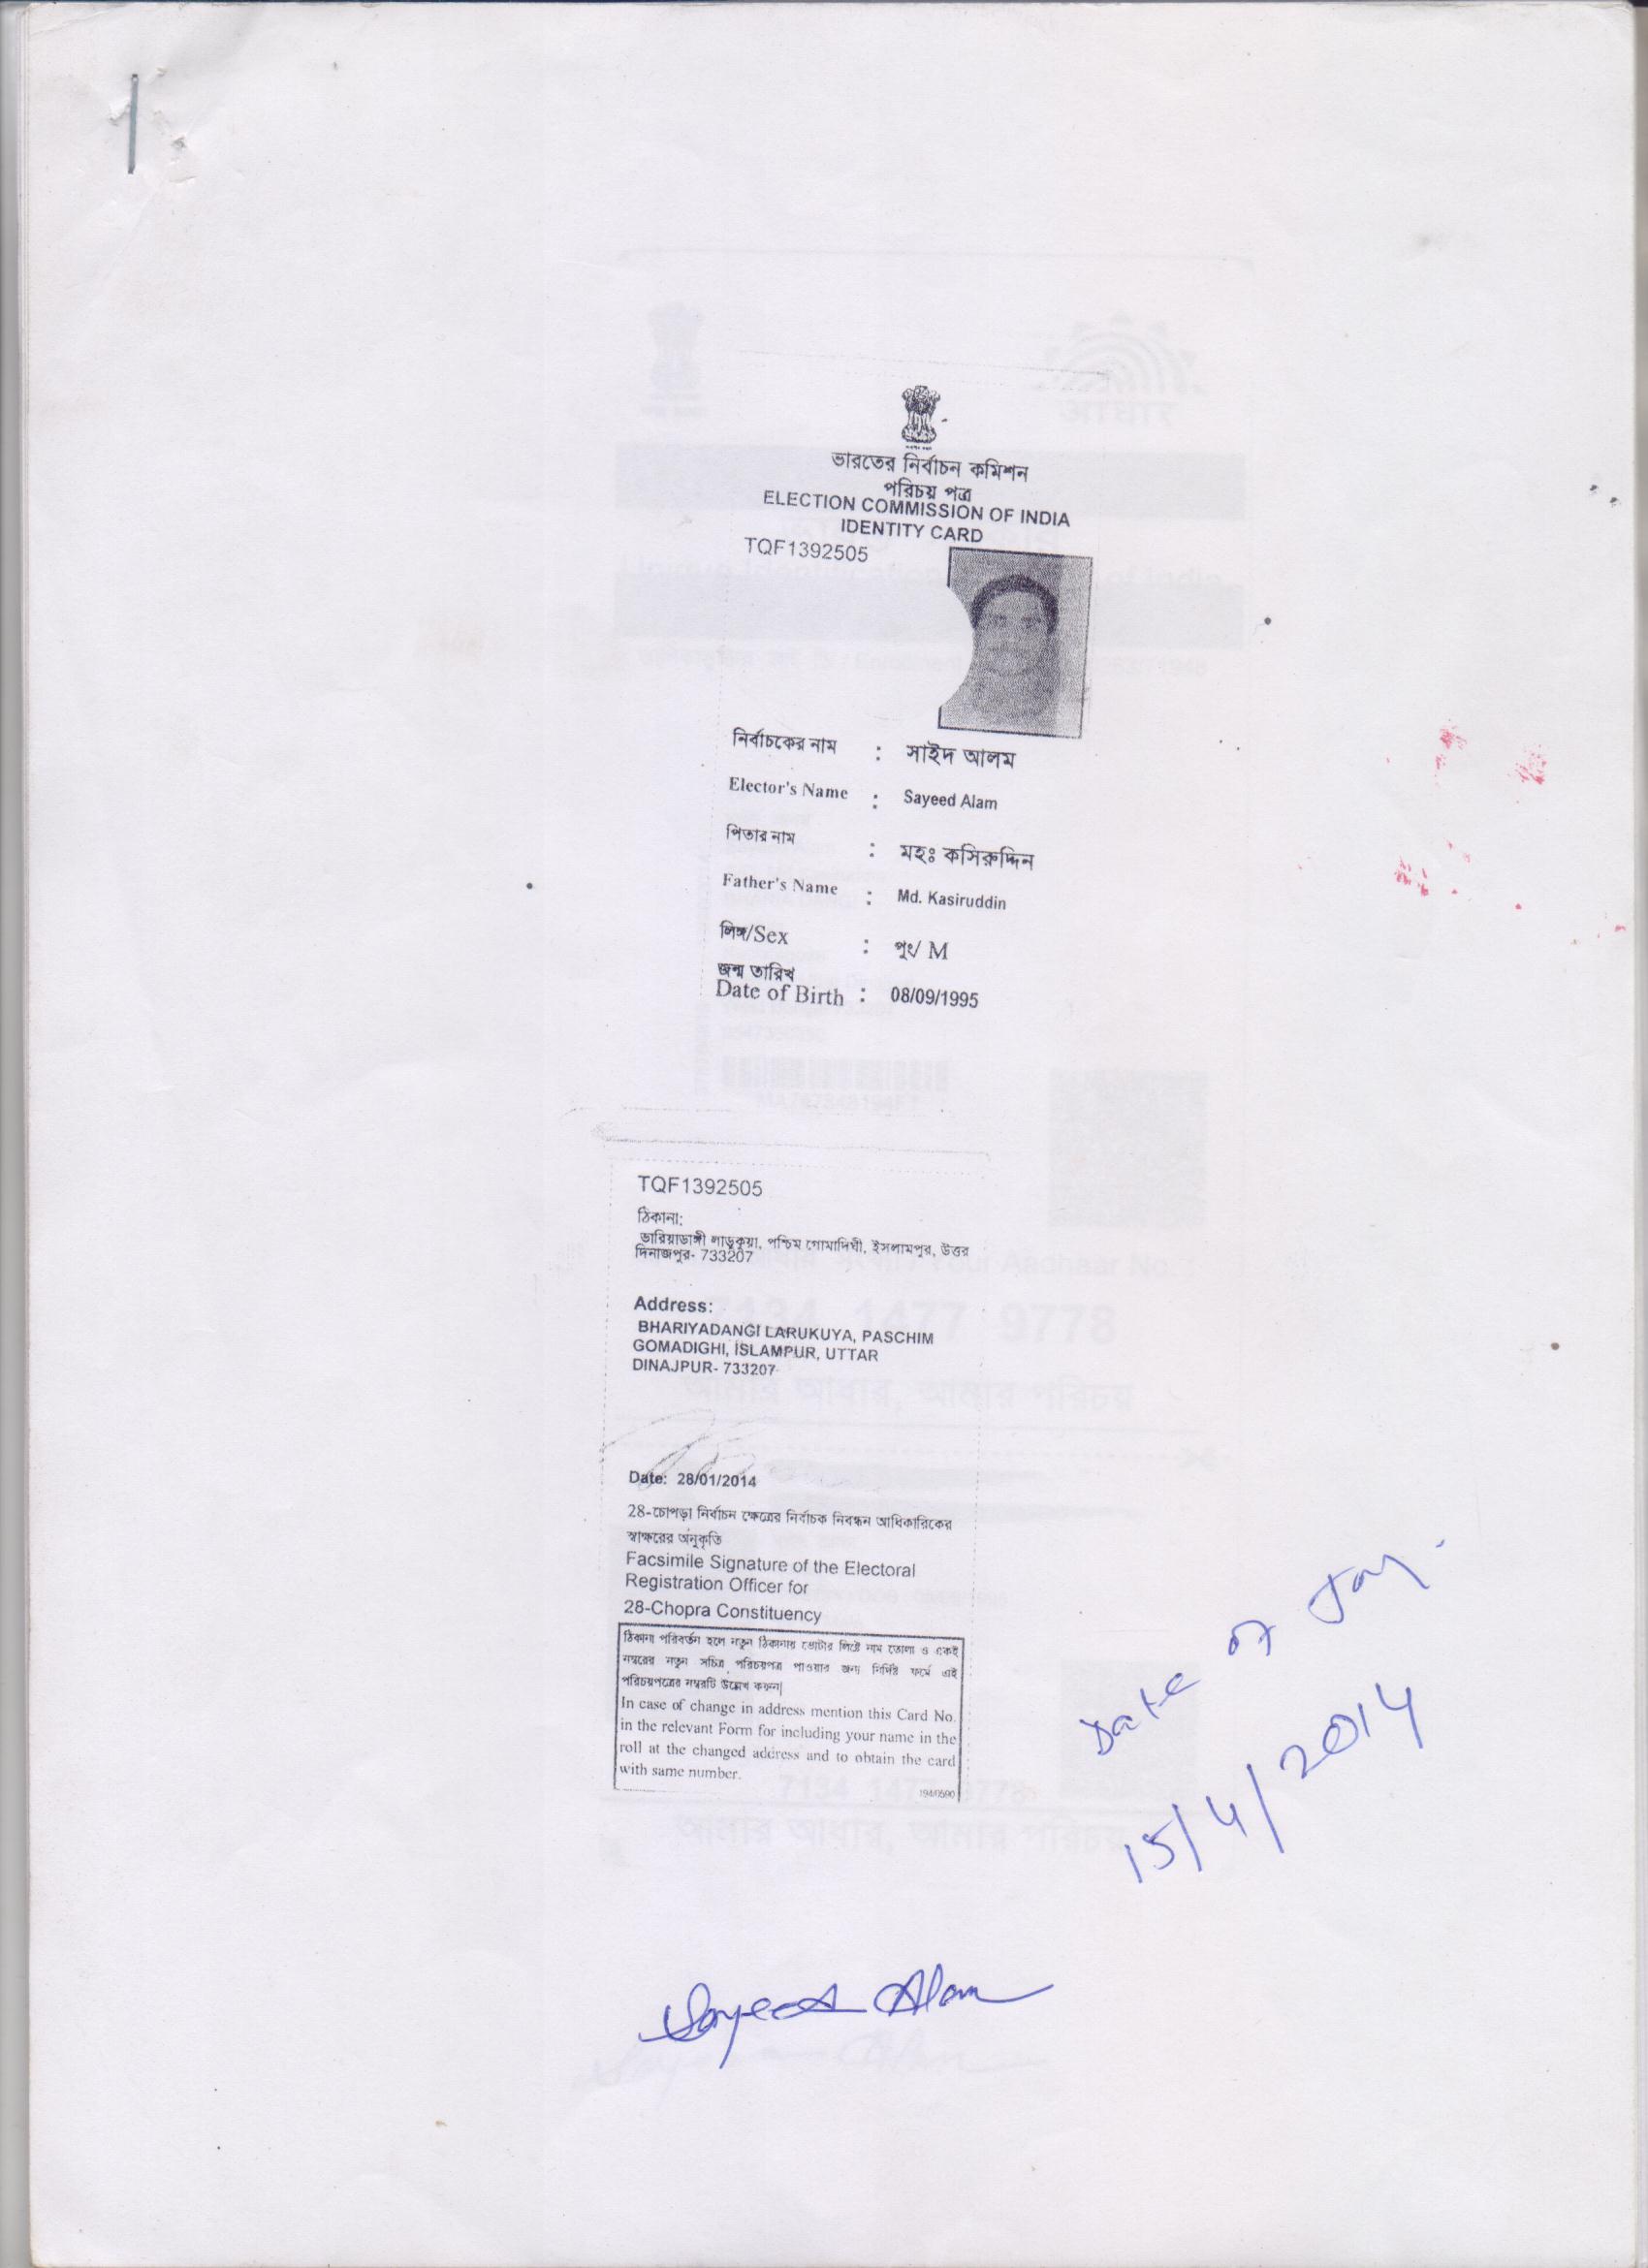 ভারতের নির্বাচন কমিশন
পরিচয় পত্র
ELECTION COMMISSION OF INDIA
IDENTITY CARD
TQF1392505
নির্বাচকের নাম : সাইদ আলম
Elector's Name : Sayeed Alam
পিতার নাম : মহঃ কসিরুদ্দিন
Father's Name : Md. Kasiruddin
লিঙ্গ/Sex : পুং/ M
জন্ম তারিখ
Date of Birth : 08/09/1995
TQF1392505
ঠিকানা:
ভারিয়াডাঙ্গী লাড়ুকুয়া, পশ্চিম গোমাদিঘী, ইসলামপুর, উত্তর
দিনাজপুর- 733207
Address:
BHARIYADANGI LARUKUYA, PASCHIM
GOMADIGHI, ISLAMPUR, UTTAR
DINAJPUR- 733207
Date: 28/01/2014
28-চোপড়া নির্বাচন ক্ষেত্রের নির্বাচক নিবন্ধন আধিকারিকের
স্বাক্ষরের অনুকৃতি
Facsimile Signature of the Electoral
Registration Officer for
28-Chopra Constituency
ঠিকানা পরিবর্তন হলে নতুন ঠিকানায় ভোটার লিষ্টে নাম তোলা ও একই
নম্বরের নতুন সচিত্র পরিচয়পত্র পাওয়ার জন্য নির্দিষ্ট ফর্মে এই
পরিচয়পত্রের নম্বরটি উল্লেখ করুন|
In case of change in address mention this Card No.
in the relevant Form for including your name in the
roll at the changed address and to obtain the card
with same number.
Date of Joy.
15/4/2014
Sayeed Alam